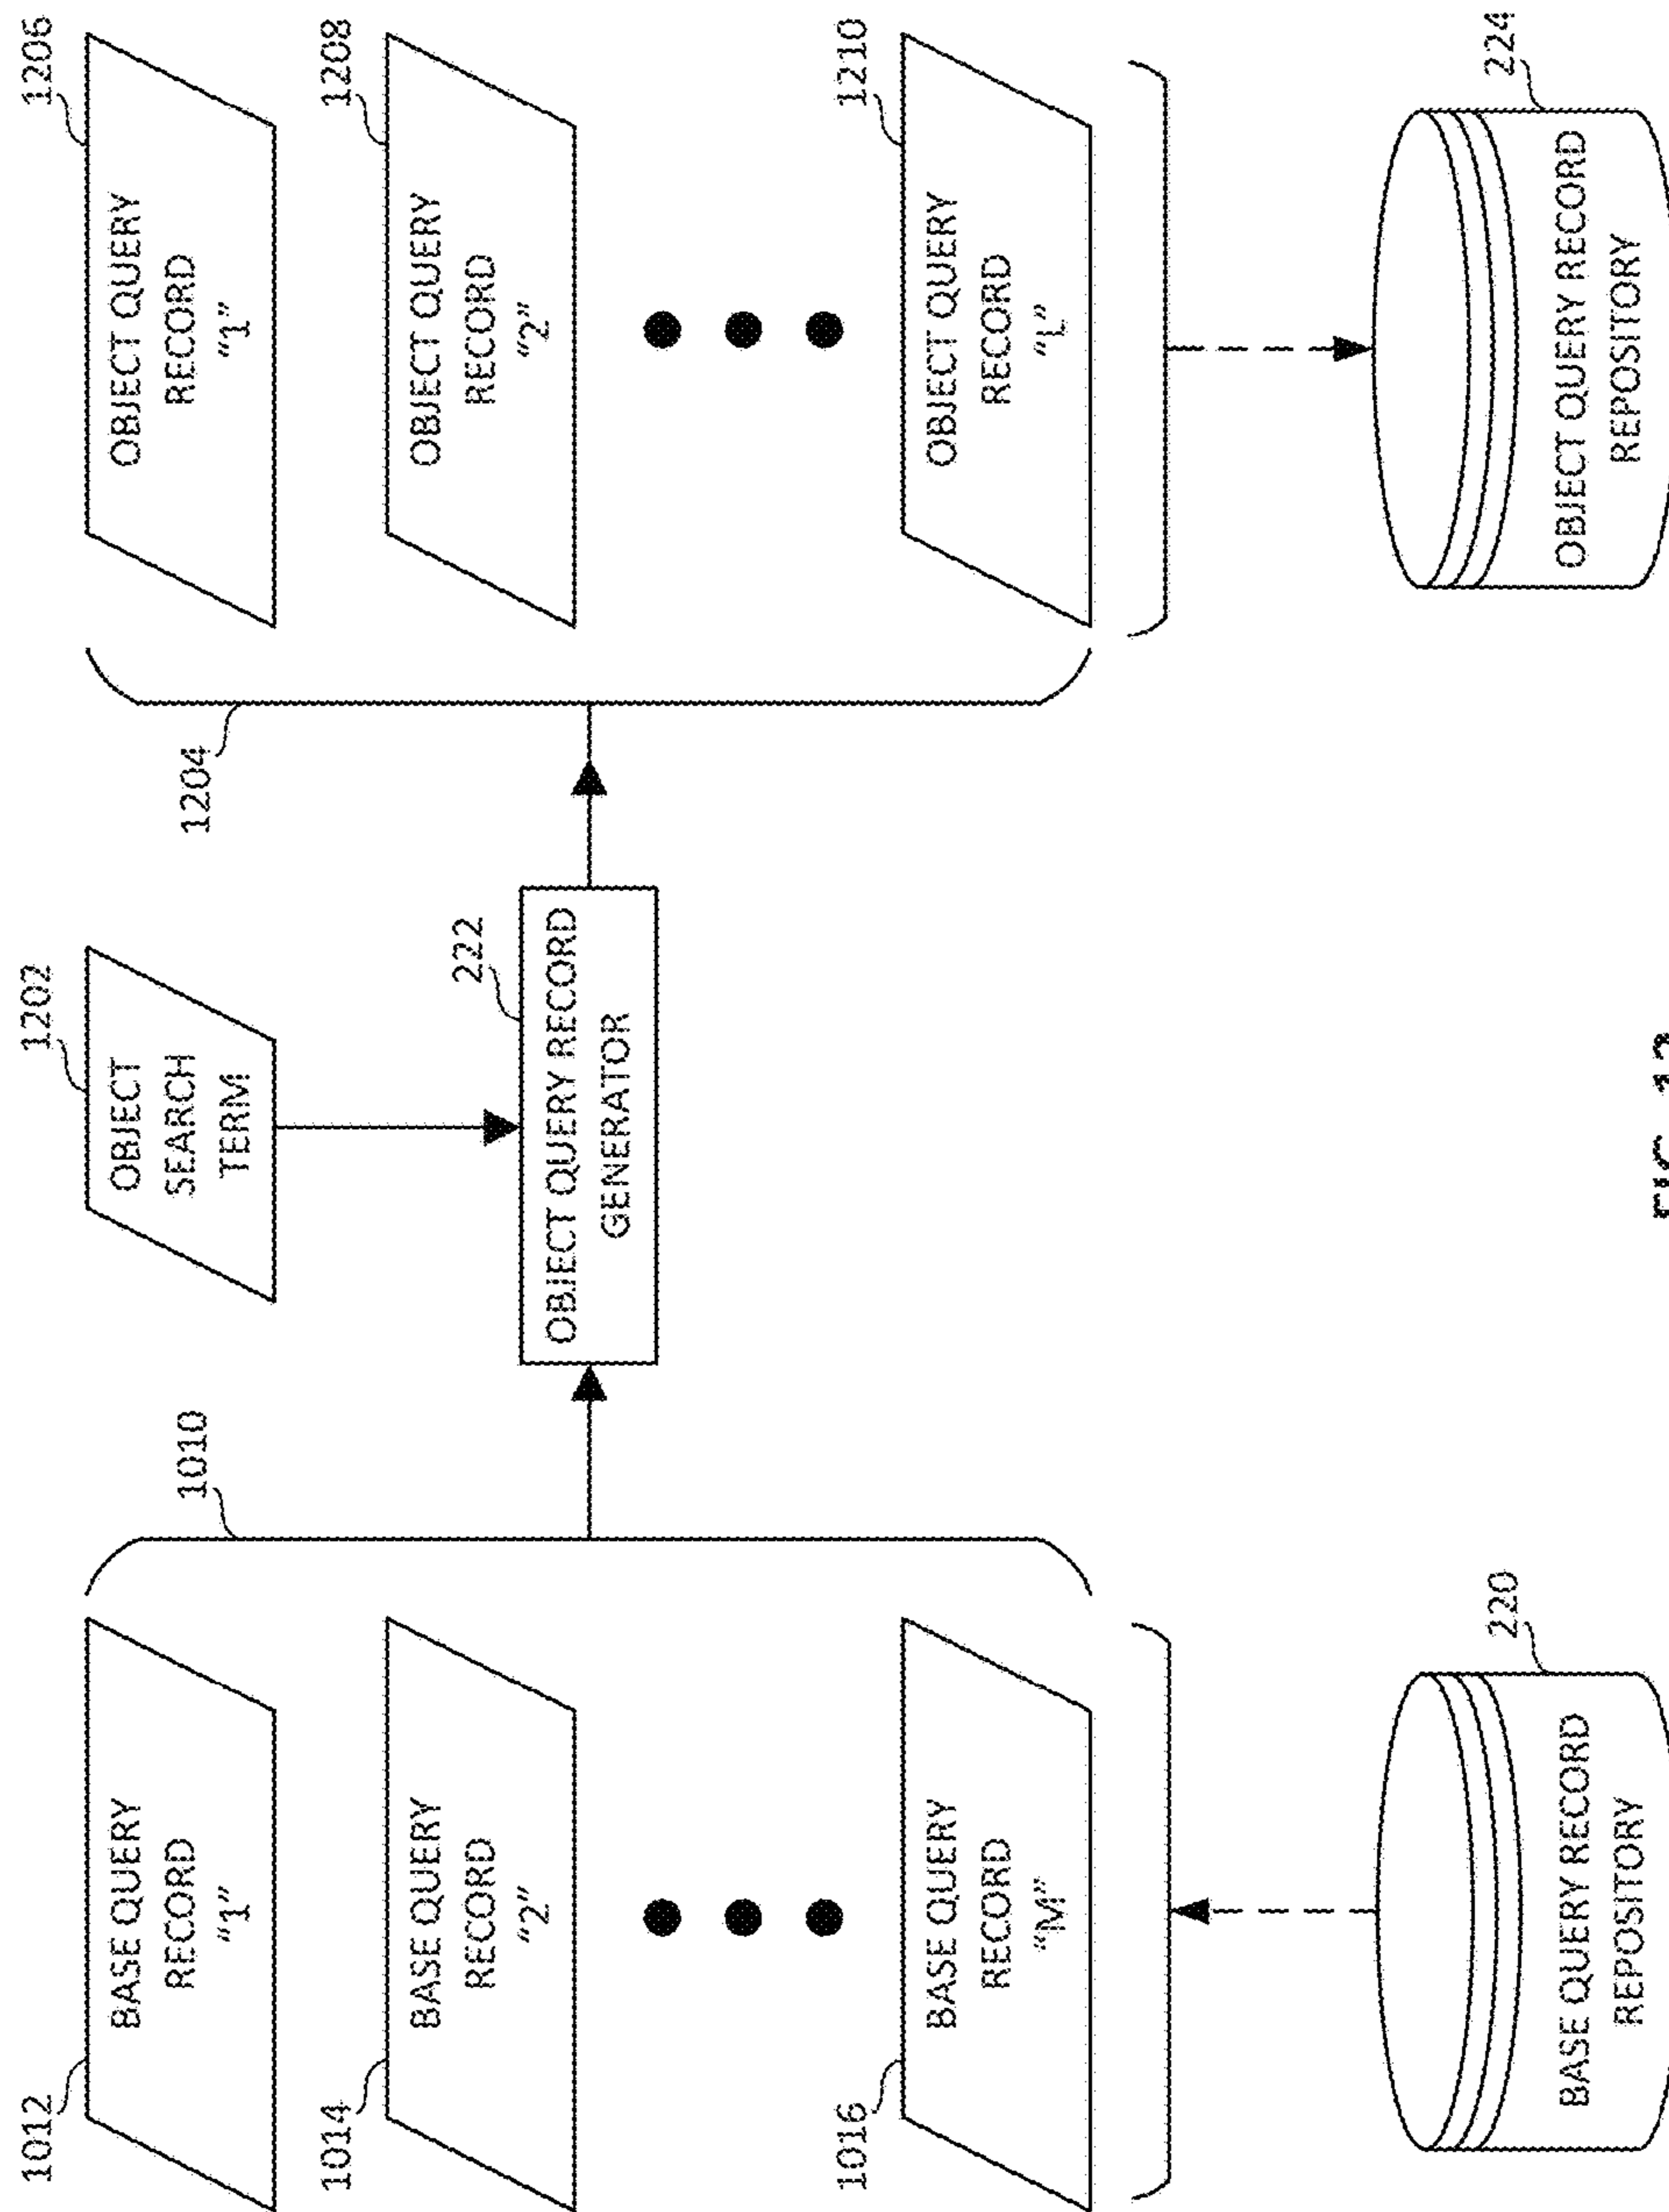 1012
BASE QUERY
RECORD
“1”
1014
BASE QUERY
RECORD
“2”
1016
BASE QUERY
RECORD
“M”
220
BASE QUERY RECORD
REPOSITORY
1010
1202
OBJECT
SEARCH
TERM
222
OBJECT QUERY RECORD
GENERATOR
1204
1206
OBJECT QUERY
RECORD
“1”
1208
OBJECT QUERY
RECORD
“2”
1210
OBJECT QUERY
RECORD
“L”
224
OBJECT QUERY RECORD
REPOSITORY
FIG.